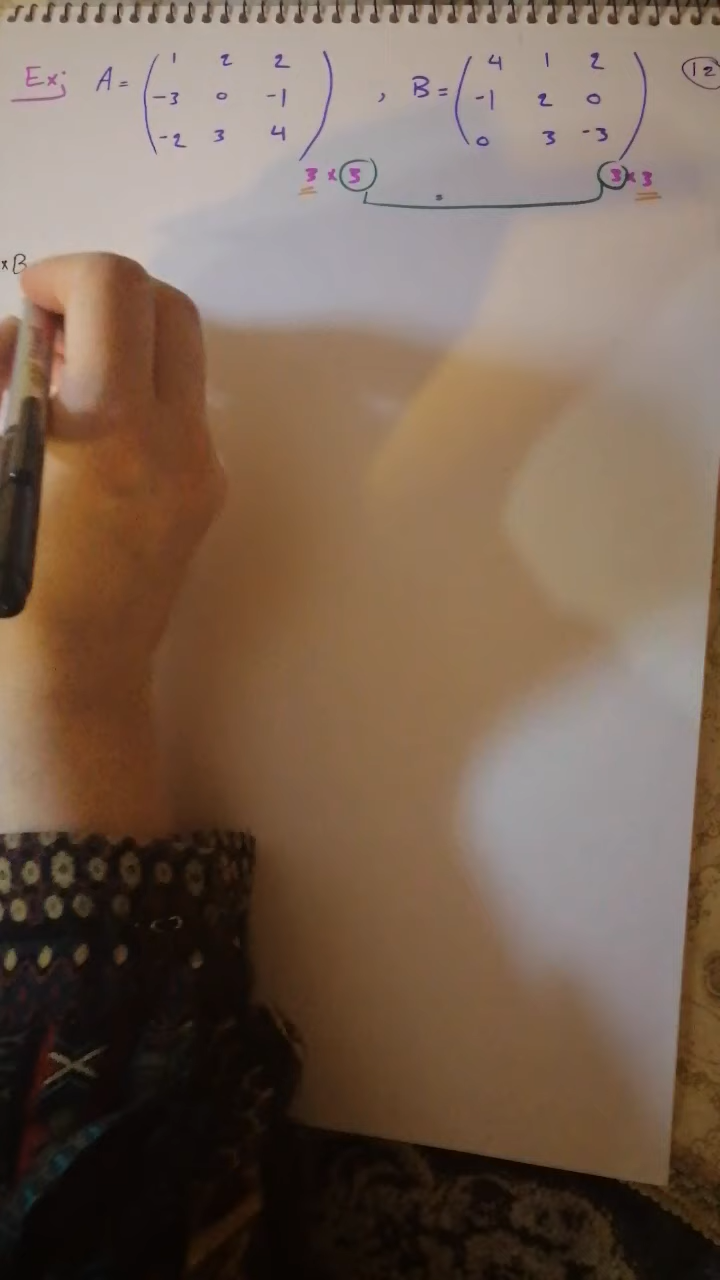 Ex; A = ( 1 2 2 , B = ( 4 1 2 12
-3 0 -1 -1 2 0
-2 3 4 ) 0 3 -3 )
3 × 3 3 × 3
× B